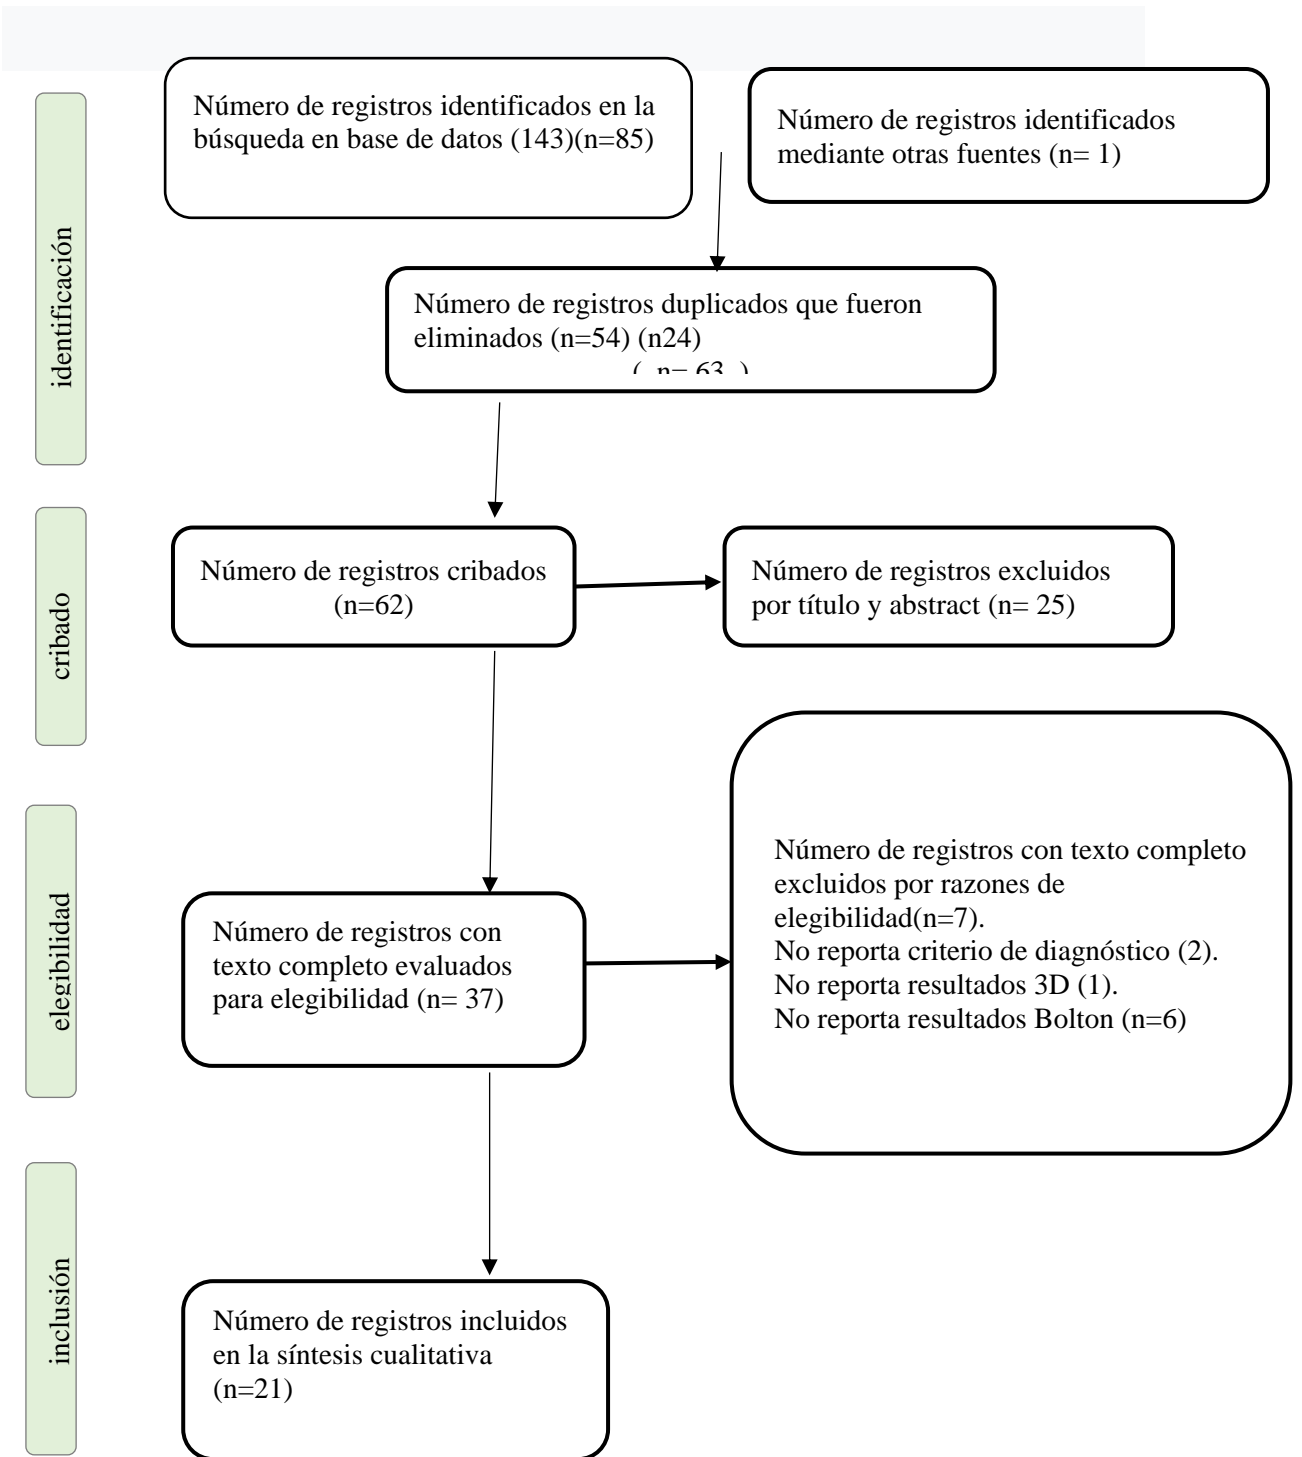 Número de registros identificados en la
búsqueda en base de datos (143)(n=85)
Número de registros identificados
mediante otras fuentes (n= 1)
identificación
Número de registros duplicados que fueron
eliminados (n=54) (n24)
( n= 63 )
cribado
Número de registros cribados
(n=62)
Número de registros excluidos
por título y abstract (n= 25)
elegibilidad
Número de registros con
texto completo evaluados
para elegibilidad (n= 37)
Número de registros con texto completo
excluidos por razones de
elegibilidad(n=7).
No reporta criterio de diagnóstico (2).
No reporta resultados 3D (1).
No reporta resultados Bolton (n=6)
inclusión
Número de registros incluidos
en la síntesis cualitativa
(n=21)